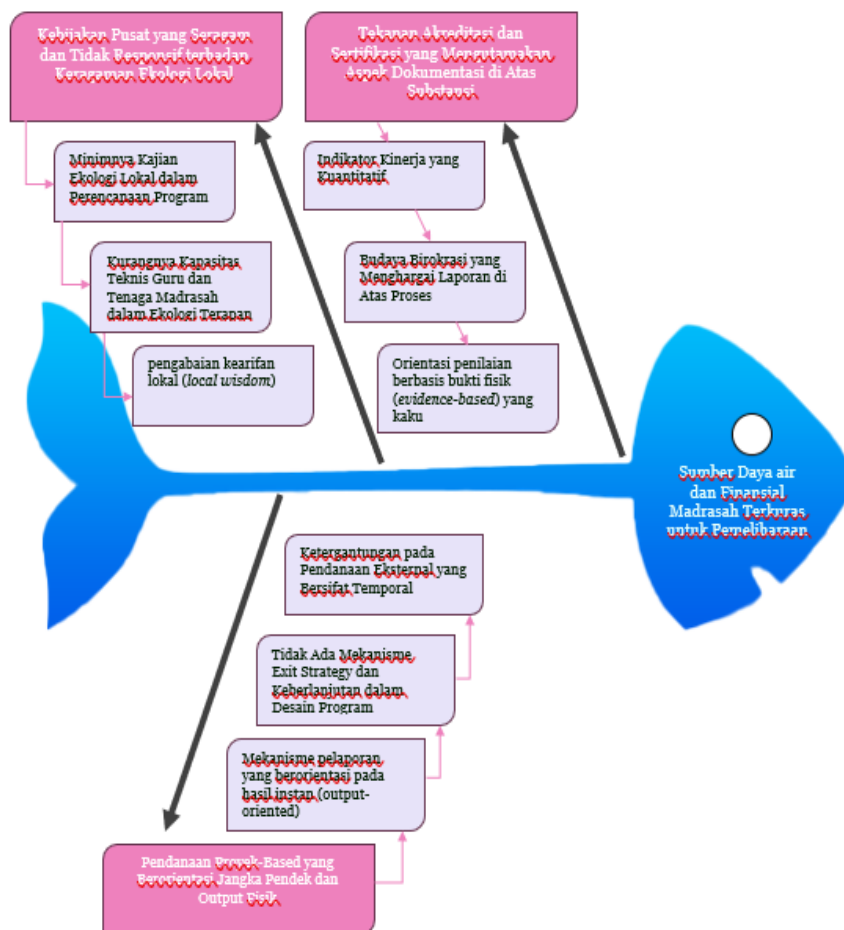 Kebijakan Pusat yang Seragam
dan Tidak Responsif terhadap
Keragaman Ekologi Lokal
Minimnya Kajian
Ekologi Lokal dalam
Perencanaan Program
Kurangnya Kapasitas
Teknis Guru dan
Tenaga Madrasah
dalam Ekologi Terapan
pengabaian kearifan
lokal (local wisdom)
Tekanan Akreditasi dan
Sertifikasi yang Mengutamakan
Aspek Dokumentasi di Atas
Substansi
Indikator Kinerja yang
Kuantitatif
Budaya Birokrasi yang
Menghargai Laporan di
Atas Proses
Orientasi penilaian
berbasis bukti fisik
(evidence-based) yang
kaku
Sumber Daya air
dan Finansial
Madrasah Terkuras
untuk Pemeliharaan
Ketergantungan pada
Pendanaan Eksternal yang
Bersifat Temporal
Tidak Ada Mekanisme
Exit Strategy dan
Keberlanjutan dalam
Desain Program
Mekanisme pelaporan
yang berorientasi pada
hasil instan (output-
oriented)
Pendanaan Proyek-Based yang
Berorientasi Jangka Pendek dan
Output Fisik